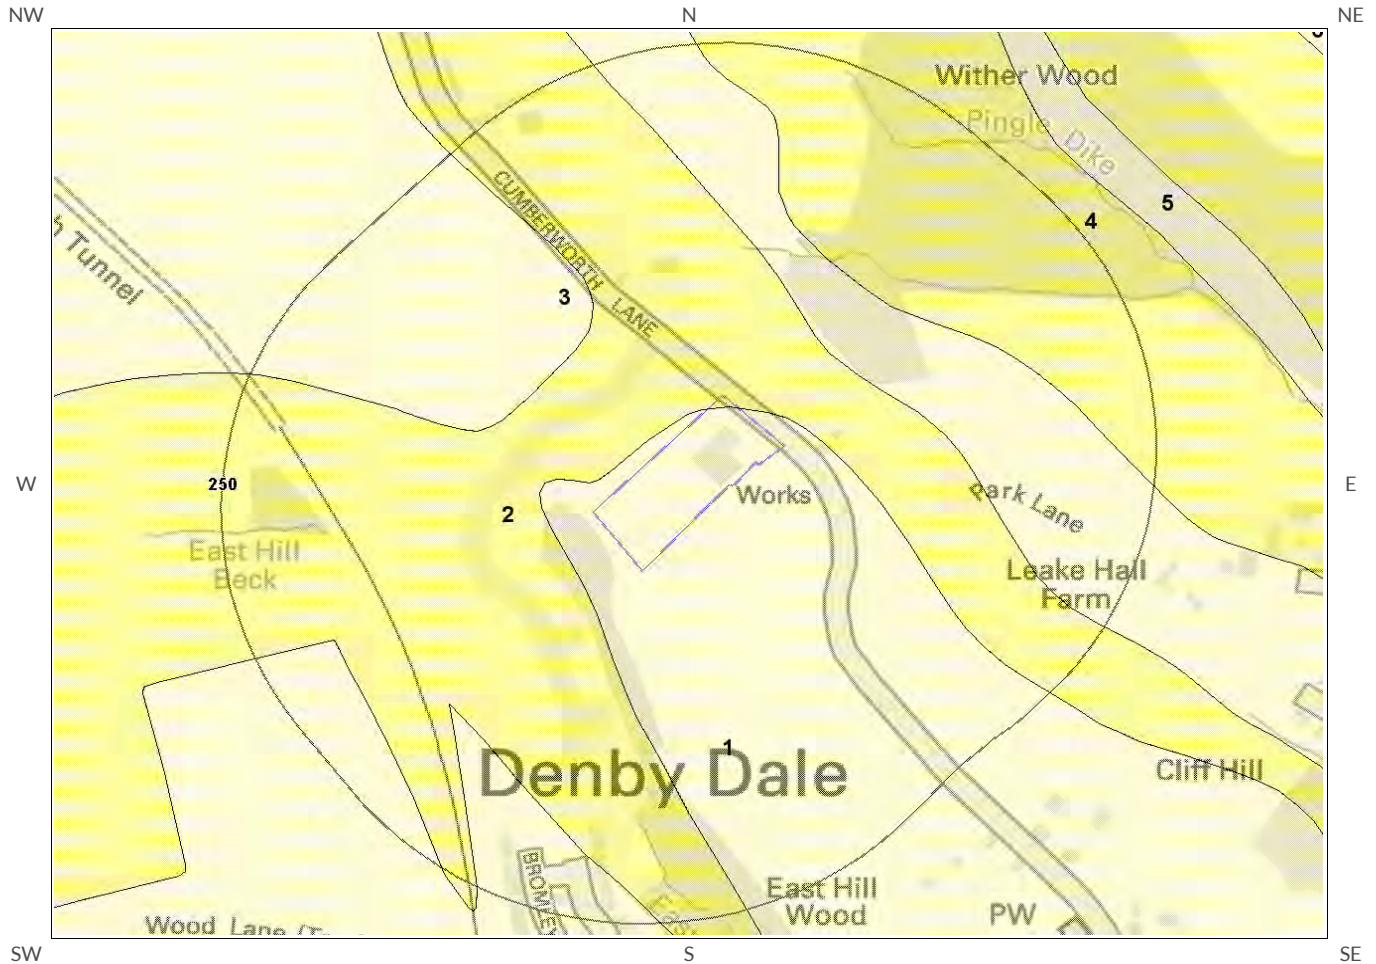 NW N NE
Wither Wood
Pingle Dike
CUMBERWORTH LANE
5
4
Tunnel
3
W E
250
Works
Park Lane
2
East Hill
Beck
Leake Hall
Farm
1
Denby Dale
Cliff Hill
BROMLEY
East Hill
Wood
PW
Wood Lane
SW S SE